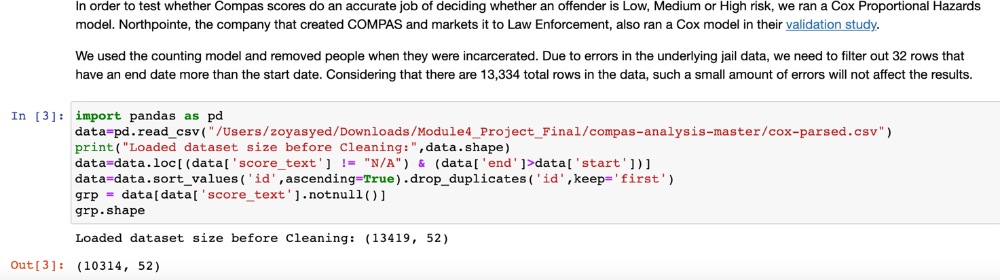 In order to test whether Compas scores do an accurate job of deciding whether an offender is Low, Medium or High risk, we ran a Cox Proportional Hazards
model. Northpointe, the company that created COMPAS and markets it to Law Enforcement, also ran a Cox model in their validation study.
We used the counting model and removed people when they were incarcerated. Due to errors in the underlying jail data, we need to filter out 32 rows that
have an end date more than the start date. Considering that there are 13,334 total rows in the data, such a small amount of errors will not affect the results.
In [3]: import pandas as pd
data=pd.read_csv("/Users/zoyasyed/Downloads/Module4_Project_Final/compas-analysis-master/cox-parsed.csv")
print("Loaded dataset size before Cleaning:",data.shape)
data=data.loc[(data['score_text'] != "N/A") & (data['end']>data['start'])]
data=data.sort_values('id',ascending=True).drop_duplicates('id',keep='first')
grp = data[data['score_text'].notnull()]
grp.shape
Loaded dataset size before Cleaning: (13419, 52)
Out[3]: (10314, 52)